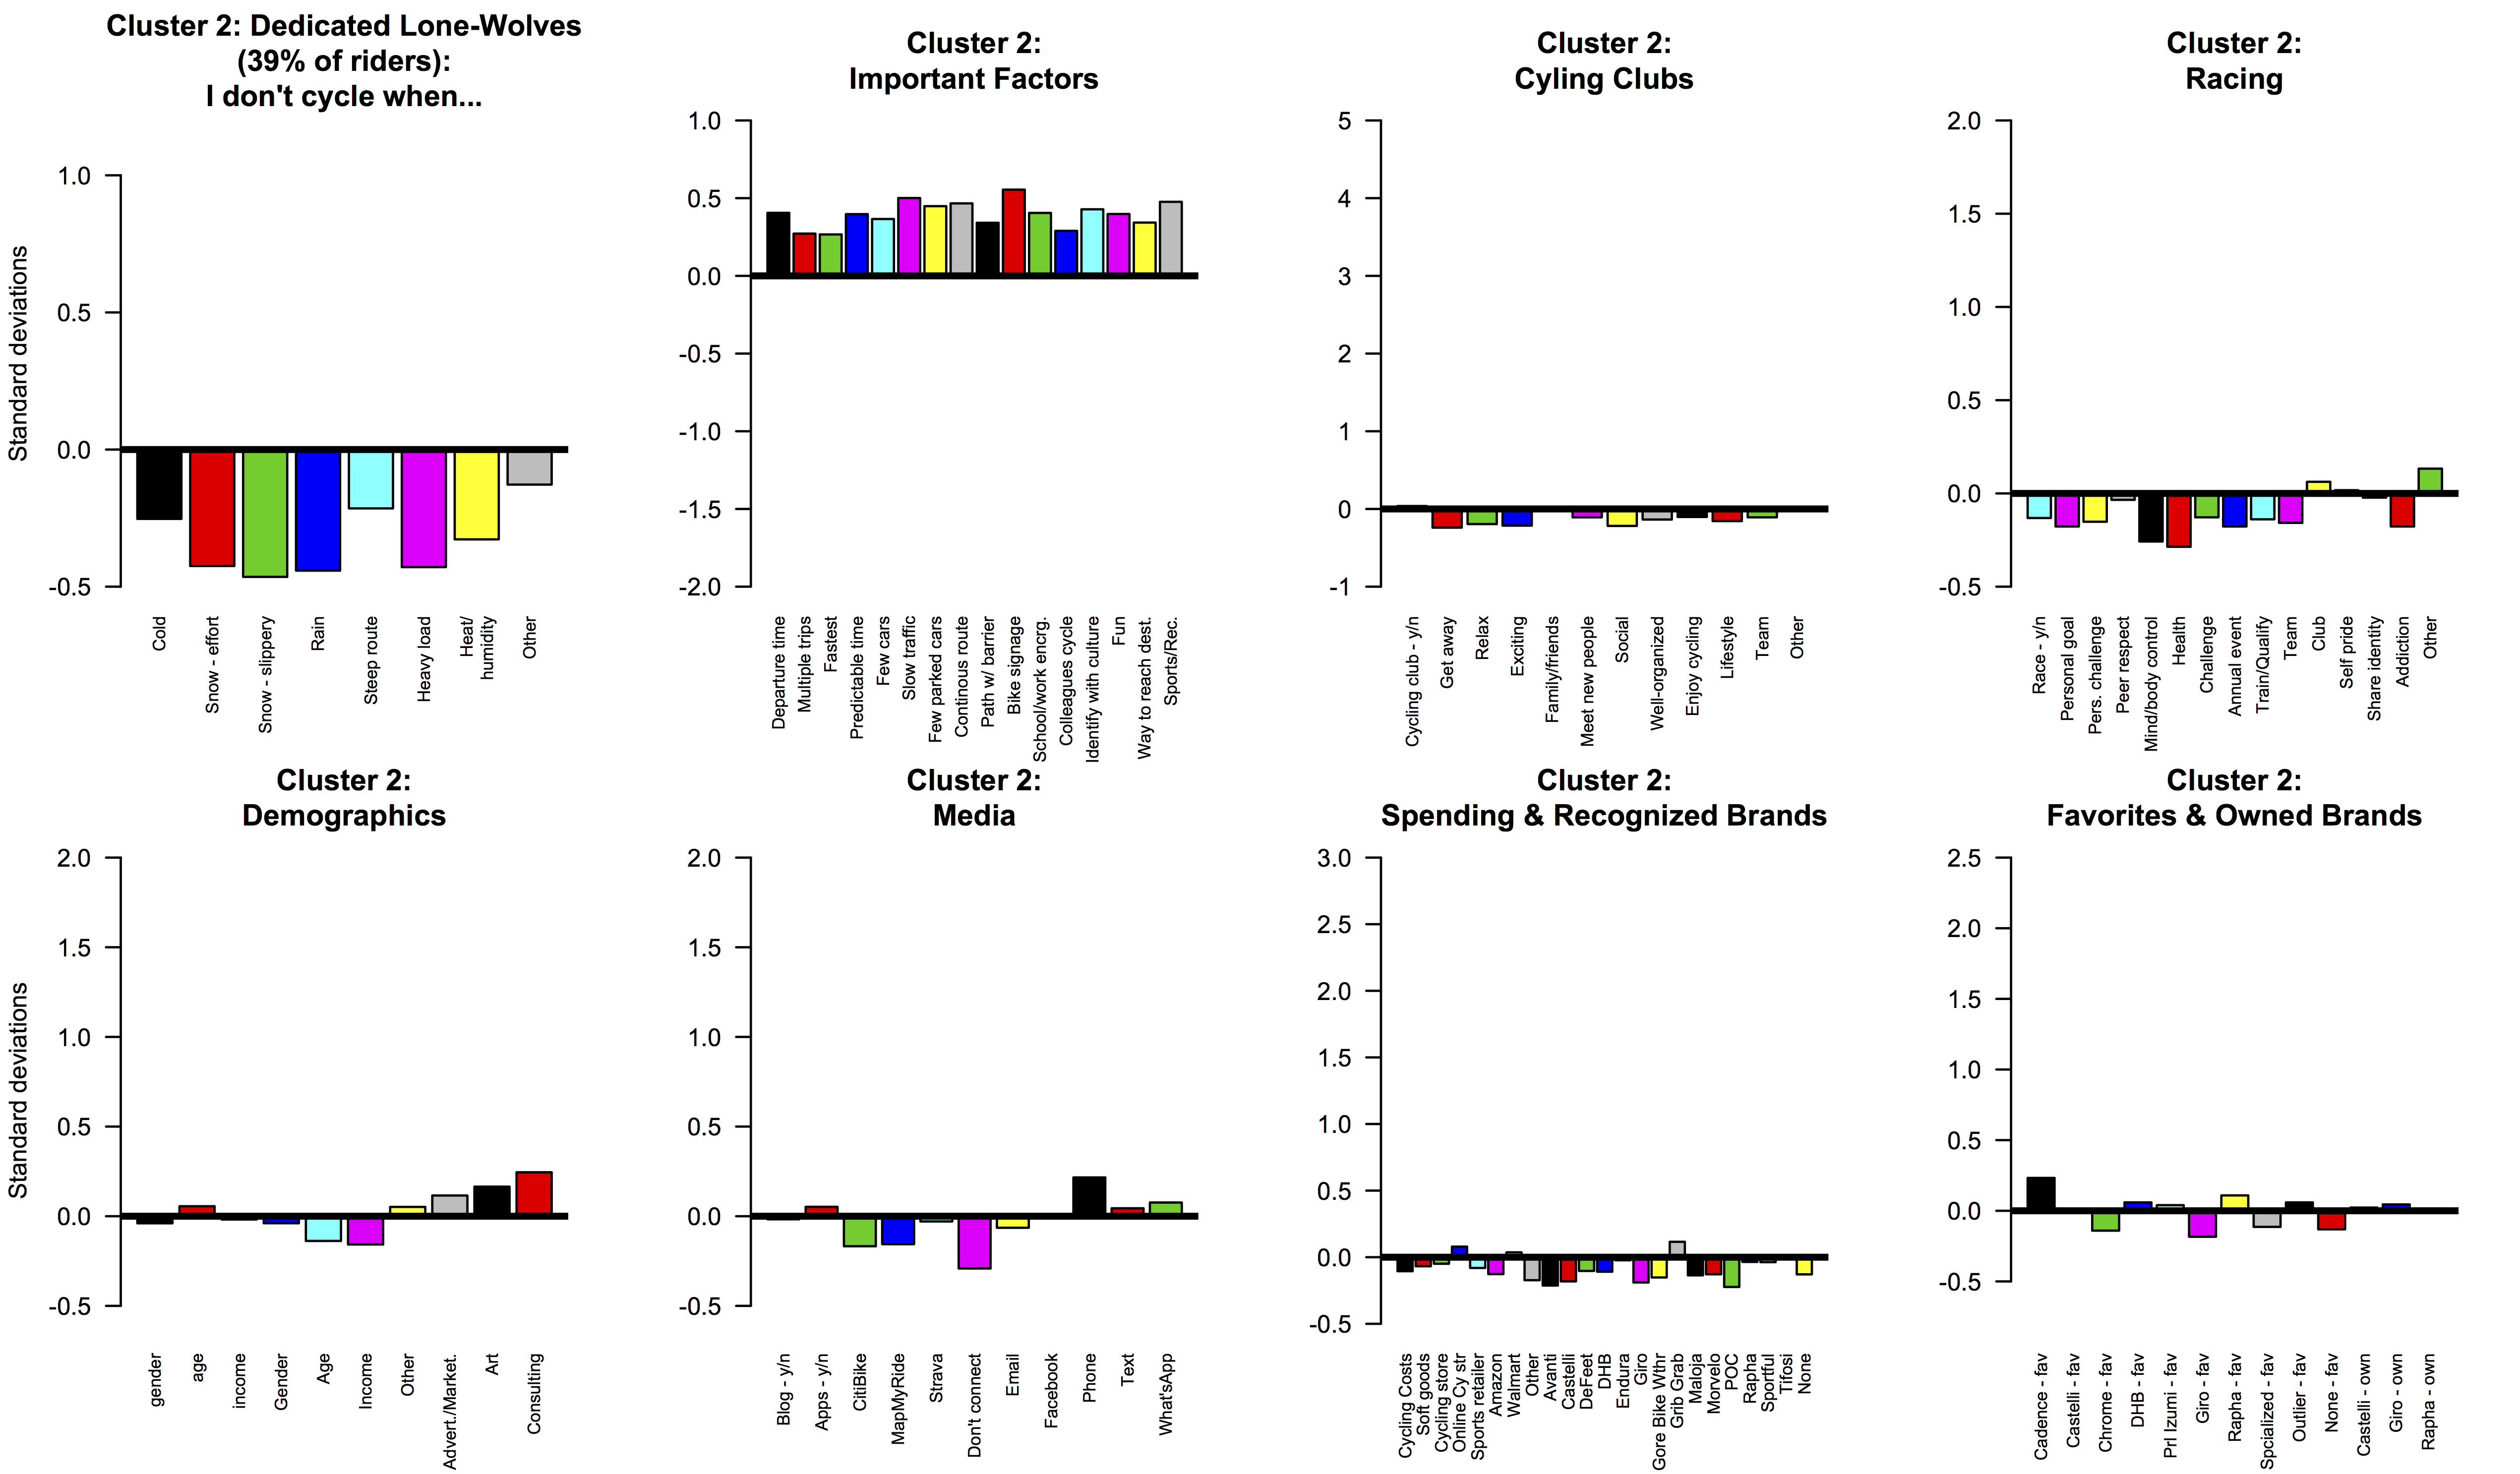 Cluster 2: Dedicated Lone-Wolves
(39% of riders):
I don't cycle when...
Standard deviations
1.0
0.5
0.0
-0.5
Cold
Snow - effort
Snow - slippery
Rain
Steep route
Heavy load
Heat/
humidity
Other
Cluster 2:
Important Factors
1.0
0.5
0.0
-0.5
-1.0
-1.5
-2.0
Departure time
Multiple trips
Fastest
Predictable time
Few cars
Slow traffic
Few parked cars
Continous route
Path w/ barrier
Bike signage
School/work encrg.
Colleagues cycle
Identify with culture
Fun
Way to reach dest.
Sports/Rec.
Cluster 2:
Cyling Clubs
5
4
3
2
1
0
-1
Cycling club - y/n
Get away
Relax
Exciting
Family/friends
Meet new people
Social
Well-organized
Enjoy cycling
Lifestyle
Team
Other
Cluster 2:
Racing
2.0
1.5
1.0
0.5
0.0
-0.5
Race - y/n
Personal goal
Pers. challenge
Peer respect
Mind/body control
Health
Challenge
Annual event
Train/Qualify
Team
Club
Self pride
Share identity
Addiction
Other
Cluster 2:
Demographics
Standard deviations
2.0
1.5
1.0
0.5
0.0
-0.5
gender
age
income
Gender
Age
Income
Other
Advert./Market.
Art
Consulting
Cluster 2:
Media
2.0
1.5
1.0
0.5
0.0
-0.5
Blog - y/n
Apps - y/n
CitiBike
MapMyRide
Strava
Don't connect
Email
Facebook
Phone
Text
What'sApp
Cluster 2:
Spending & Recognized Brands
3.0
2.5
2.0
1.5
1.0
0.5
0.0
-0.5
Cycling Costs
Soft goods
Cycling store
Online Cy str
Sports retailer
Amazon
Walmart
Other
Avanti
Castelli
DeFeet
DHB
Endura
Giro
Gore Bike Wthr
Grib Grab
Maloja
Morvelo
POC
Rapha
Sportful
Tifosi
None
Cluster 2:
Favorites & Owned Brands
2.5
2.0
1.5
1.0
0.5
0.0
-0.5
Cadence - fav
Castelli - fav
Chrome - fav
DHB - fav
Prl Izumi - fav
Giro - fav
Rapha - fav
Spcialized - fav
Outlier - fav
None - fav
Castelli - own
Giro - own
Rapha - own